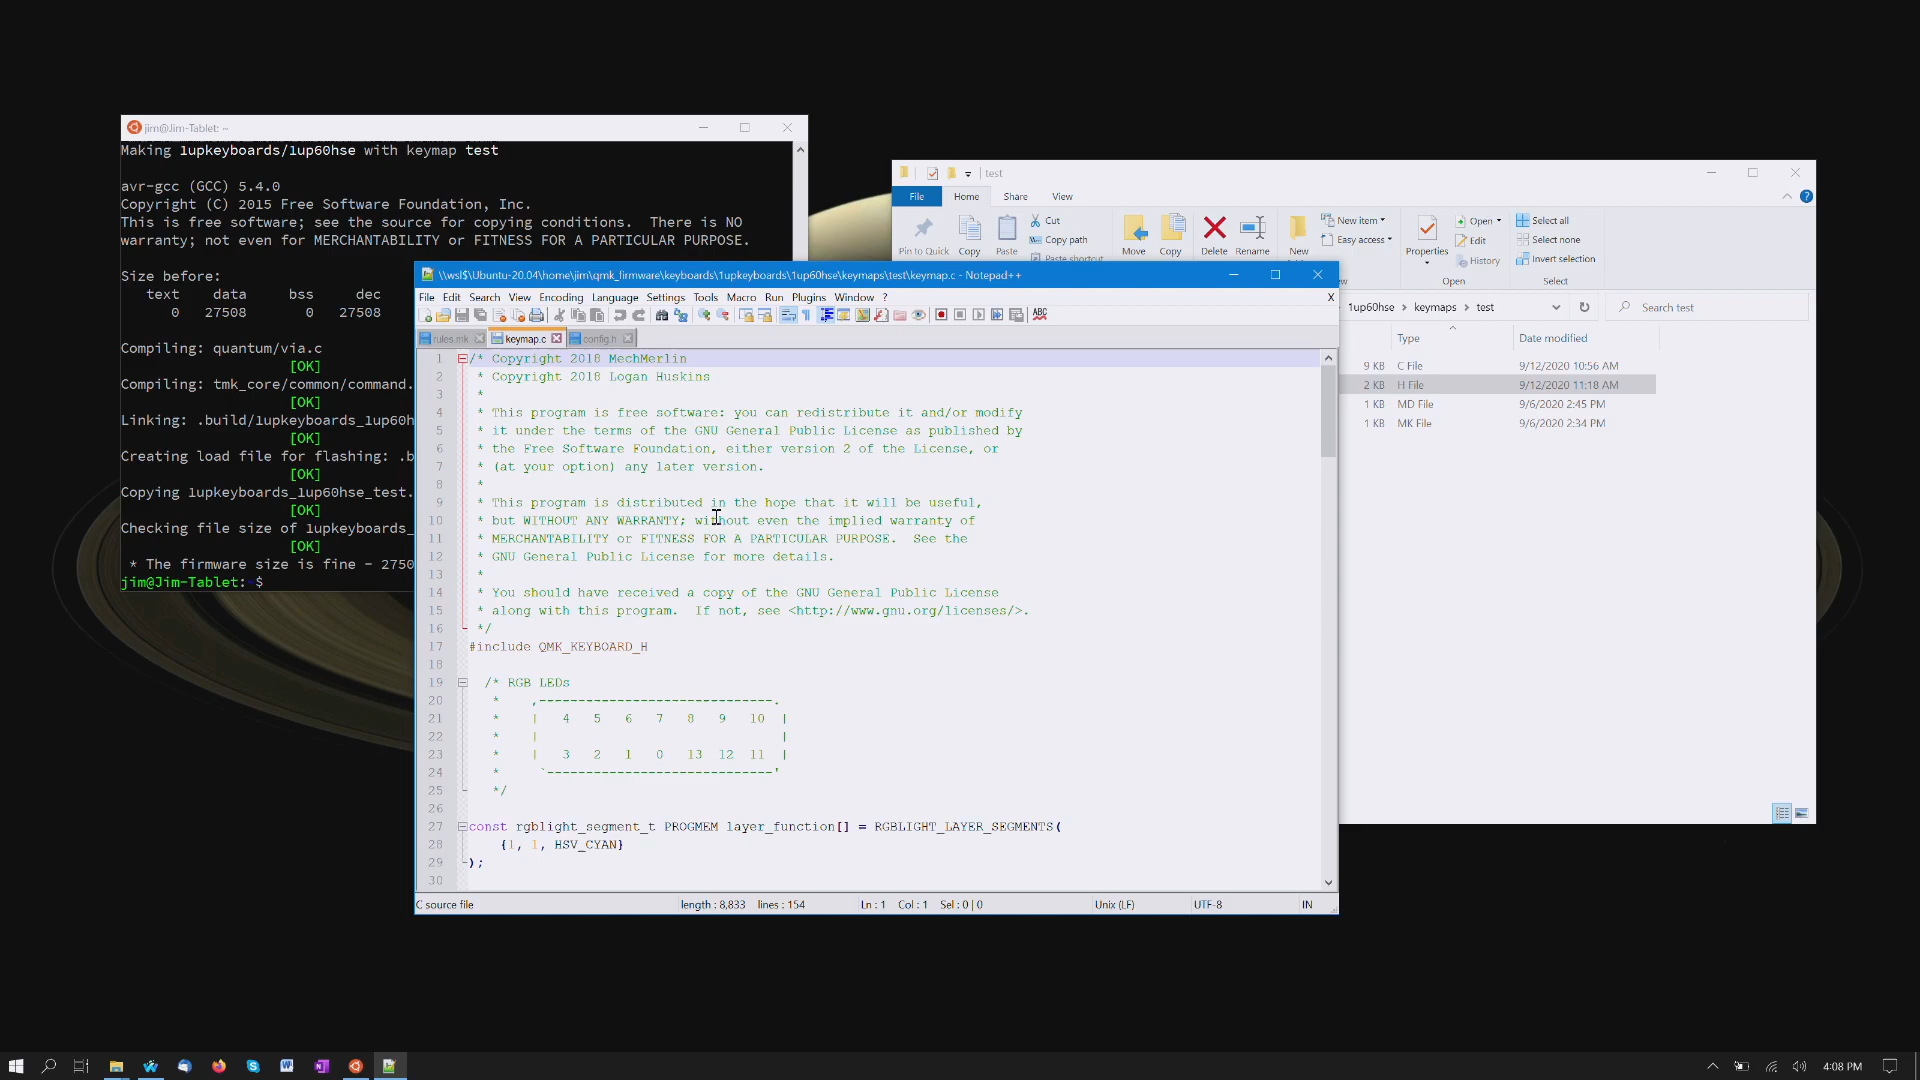 jim@Jim-Tablet: ~
Making 1upkeyboards/1up60hse with keymap test
avr-gcc (GCC) 5.4.0
Copyright (C) 2015 Free Software Foundation, Inc.
This is free software; see the source for copying conditions.  There is NO
warranty; not even for MERCHANTABILITY or FITNESS FOR A PARTICULAR PURPOSE.
Size before:
text data bss dec
0 27508 0 27508
Compiling: quantum/via.c
[OK]
Compiling: tmk_core/common/command.
[OK]
Linking: .build/1upkeyboards_1up60h
[OK]
Creating load file for flashing: .b
[OK]
Copying 1upkeyboards_1up60hse_test.
[OK]
Checking file size of 1upkeyboards_
[OK]
* The firmware size is fine - 2750
jim@Jim-Tablet:~$
test
File Home Share View
Pin to Quick Copy Paste Cut Copy path Paste shortcut Move Copy Delete Rename New New item Easy access Properties Open Edit History Select all Select none Invert selection
Open Select
1up60hse > keymaps > test
Search test
Type Date modified
9 KB C File 9/12/2020 10:56 AM
2 KB H File 9/12/2020 11:18 AM
1 KB MD File 9/6/2020 2:45 PM
1 KB MK File 9/6/2020 2:34 PM
\\wsl$\Ubuntu-20.04\home\jim\qmk_firmware\keyboards\1upkeyboards\1up60hse\keymaps\test\keymap.c - Notepad++
File Edit Search View Encoding Language Settings Tools Macro Run Plugins Window ? X
ABC
rules.mk keymap.c config.h
1 /* Copyright 2018 MechMerlin
2 * Copyright 2018 Logan Huskins
3 *
4 * This program is free software: you can redistribute it and/or modify
5 * it under the terms of the GNU General Public License as published by
6 * the Free Software Foundation, either version 2 of the License, or
7 * (at your option) any later version.
8 *
9 * This program is distributed in the hope that it will be useful,
10 * but WITHOUT ANY WARRANTY; without even the implied warranty of
11 * MERCHANTABILITY or FITNESS FOR A PARTICULAR PURPOSE.  See the
12 * GNU General Public License for more details.
13 *
14 * You should have received a copy of the GNU General Public License
15 * along with this program.  If not, see <http://www.gnu.org/licenses/>.
16 */
17 #include QMK_KEYBOARD_H
18
19 /* RGB LEDs
20 * ,------------------------------.
21 * | 4 5 6 7 8 9 10 |
22 * | |
23 * | 3 2 1 0 13 12 11 |
24 * `-----------------------------'
25 */
26
27 const rgblight_segment_t PROGMEM layer_function[] = RGBLIGHT_LAYER_SEGMENTS(
28 {1, 1, HSV_CYAN}
29 );
30
C source file length : 8,833 lines : 154 Ln : 1 Col : 1 Sel : 0 | 0 Unix (LF) UTF-8 IN
4:08 PM